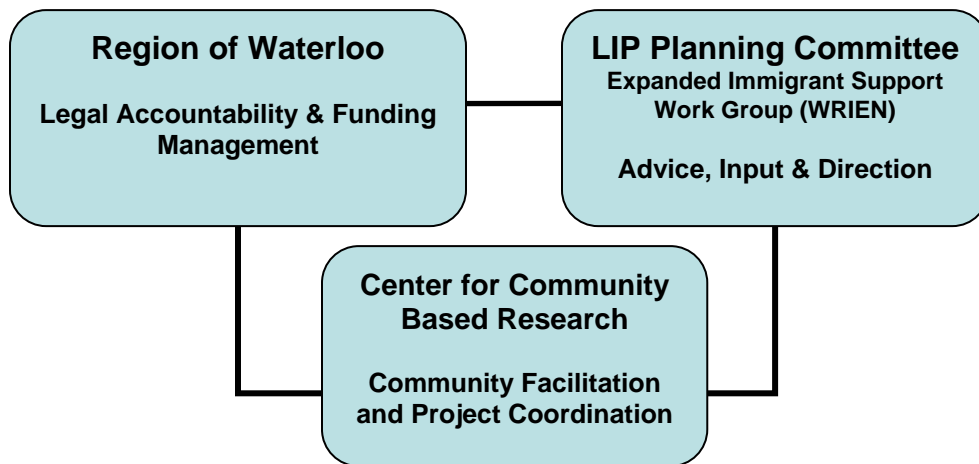 Region of Waterloo
Legal Accountability & Funding
Management
LIP Planning Committee
Expanded Immigrant Support
Work Group (WRIEN)
Advice, Input & Direction
Center for Community
Based Research
Community Facilitation
and Project Coordination